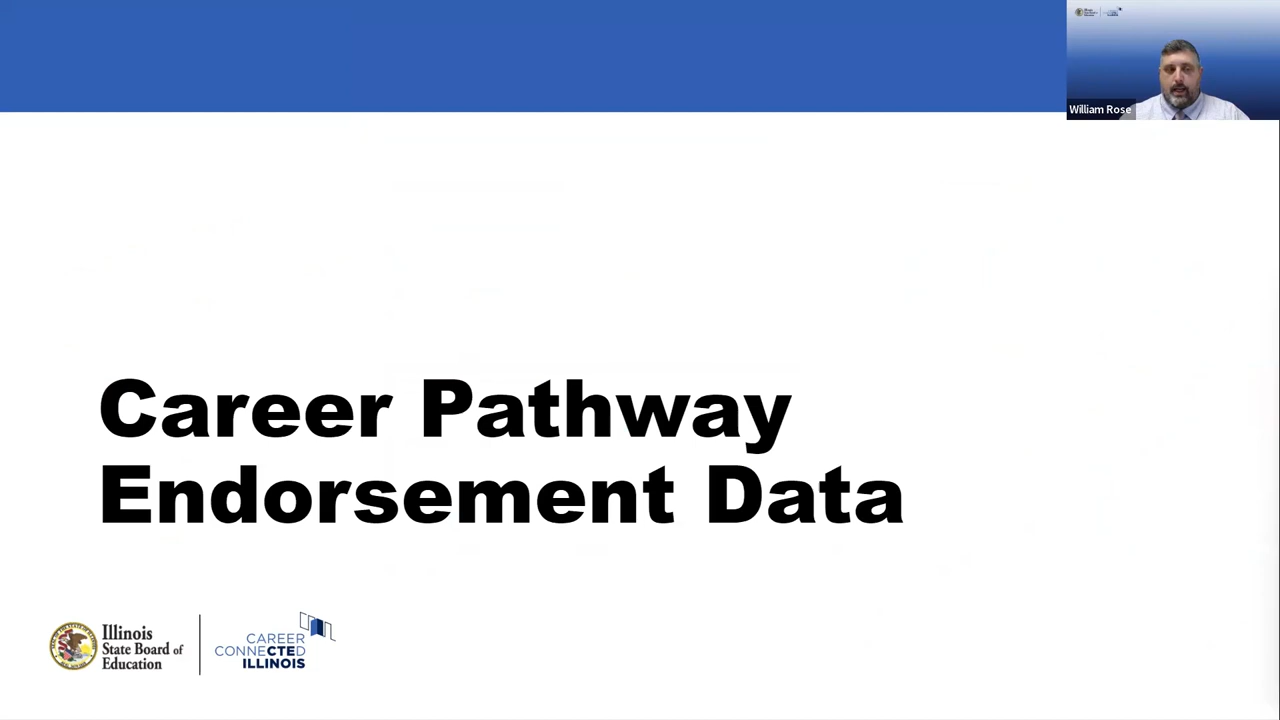 William Rose
Career Pathway
Endorsement Data
Illinois
State Board of
Education
CAREER
CONNECTED
ILLINOIS